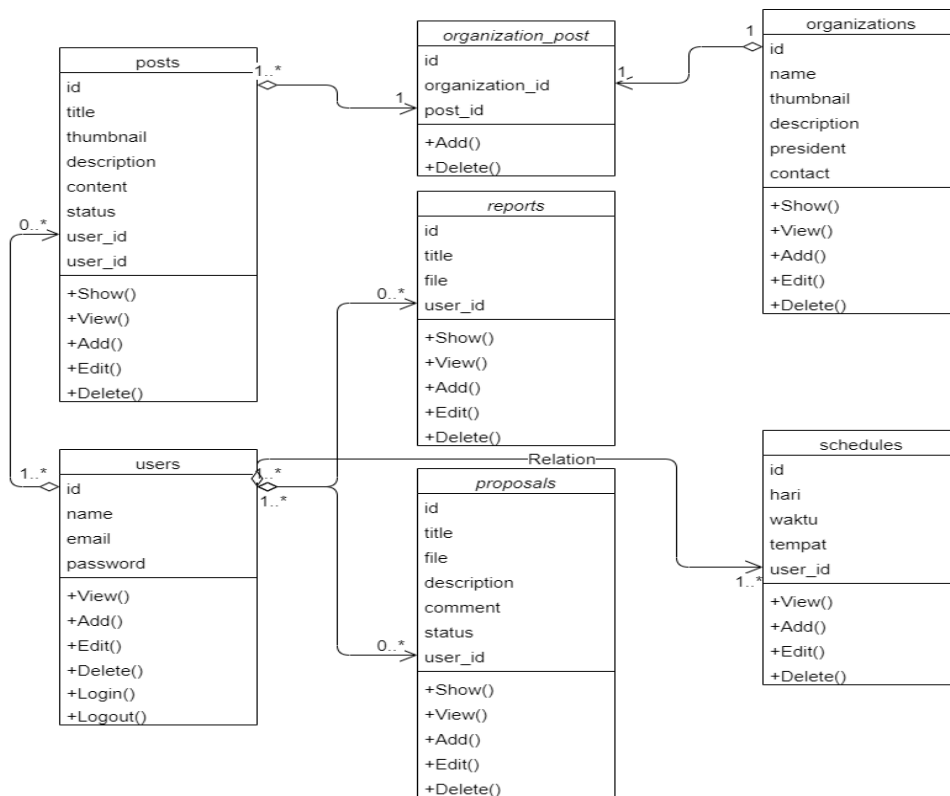 posts
id
title
thumbnail
description
content
status
user_id
user_id
+Show()
+View()
+Add()
+Edit()
+Delete()
1..*
1
0..*
organization_post
id
organization_id
post_id
+Add()
+Delete()
1
1
organizations
id
name
thumbnail
description
president
contact
+Show()
+View()
+Add()
+Edit()
+Delete()
reports
id
title
file
user_id
+Show()
+View()
+Add()
+Edit()
+Delete()
0..*
users
id
name
email
password
+View()
+Add()
+Edit()
+Delete()
+Login()
+Logout()
1..*
1..*
1..*
Relation
proposals
id
title
file
description
comment
status
user_id
+Show()
+View()
+Add()
+Edit()
+Delete()
0..*
schedules
id
hari
waktu
tempat
user_id
+View()
+Add()
+Edit()
+Delete()
1..*